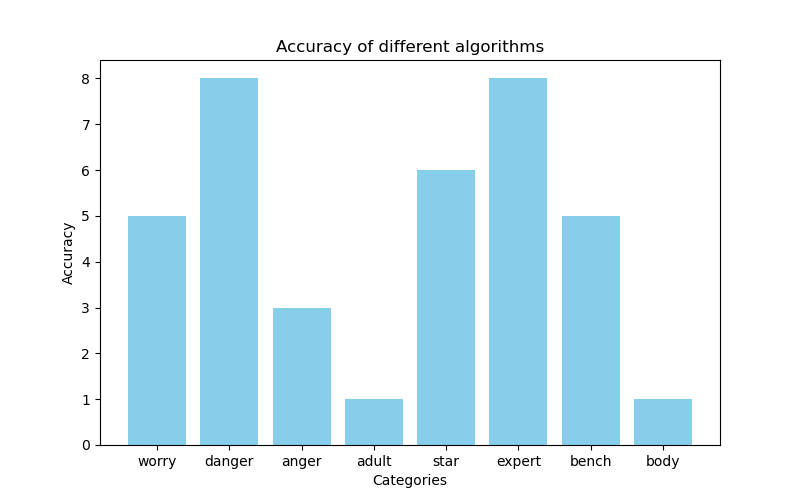 Accuracy of different algorithms
8
7
6
5
4
3
2
1
0
Accuracy
worry danger anger adult star expert bench body
Categories